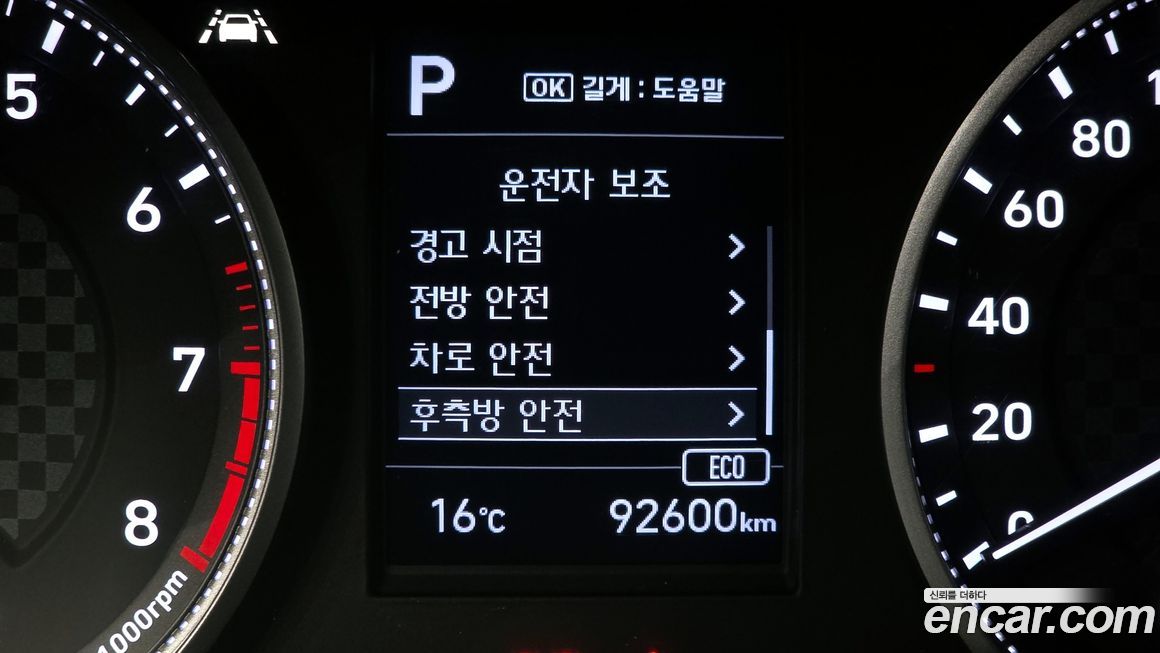 P
OK 길게 : 도움말
운전자 보조
경고 시점
전방 안전
차로 안전
후측방 안전
ECO
16℃ 92600km
5
6
7
8
1000rpm
80
60
40
20
0
신뢰를 더하다
encar.com